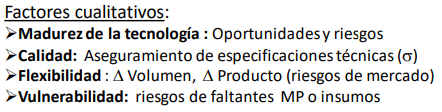 Factores cualitativos:
➢Madurez de la tecnología : Oportunidades y riesgos
➢Calidad: Aseguramiento de especificaciones técnicas (σ)
➢Flexibilidad : Δ Volumen, Δ Producto (riesgos de mercado)
➢Vulnerabilidad: riesgos de faltantes MP o insumos